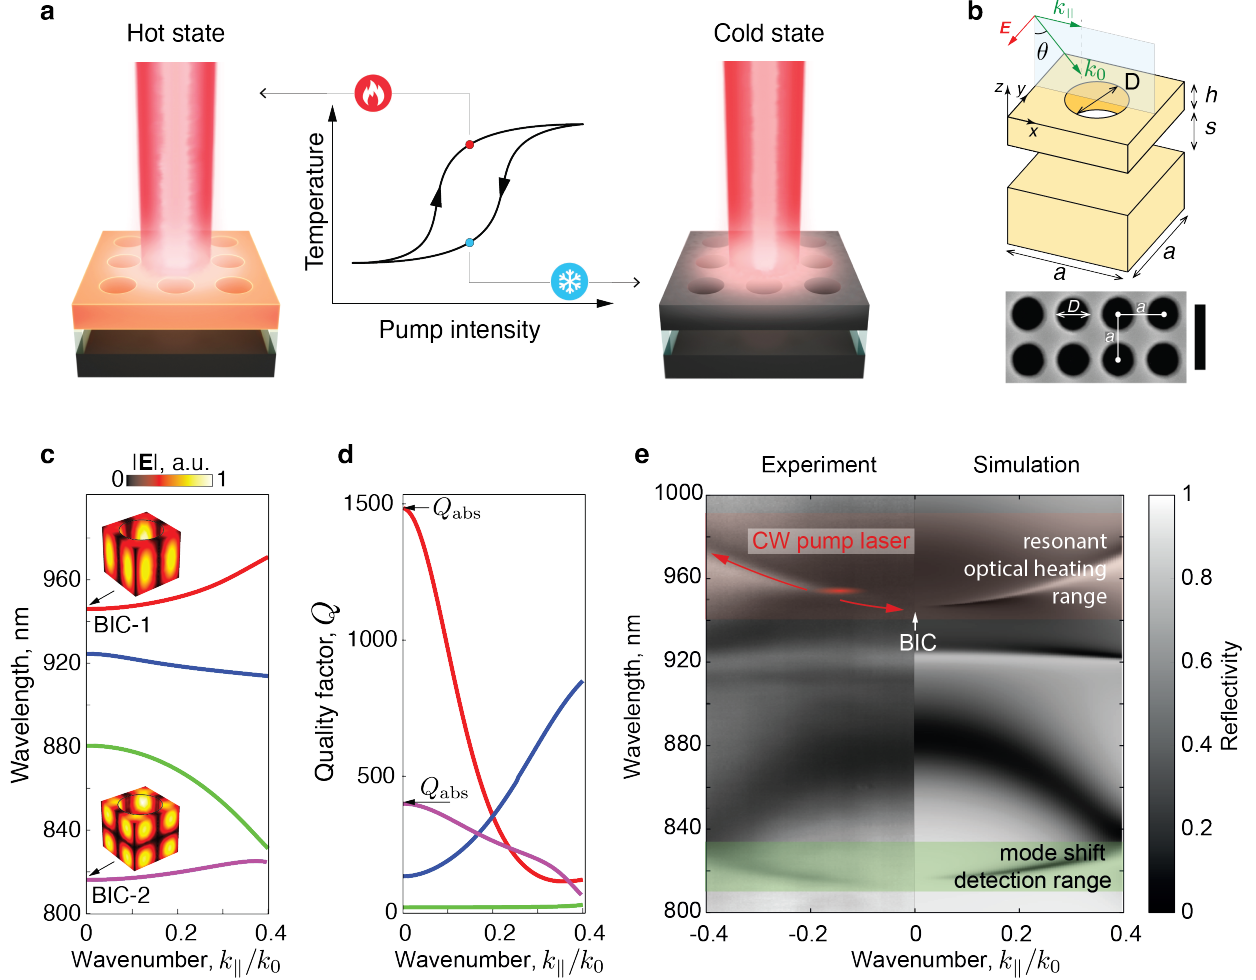 a
Hot state
Cold state
Temperature
Pump intensity
b
k||
E
θ
k0
D
z
y
x
h
s
a
a
D
a
a
c
|E|, a.u.
0
1
Wavelength, nm
960
920
880
840
800
BIC-1
BIC-2
0
0.2
0.4
Wavenumber, k||/k0
d
Quality factor, Q
1500
1000
500
0
Qabs
Qabs
0
0.2
0.4
Wavenumber, k||/k0
e
Experiment
Simulation
Wavelength, nm
1000
960
920
880
840
800
CW pump laser
resonant
optical heating
range
BIC
mode shift
detection range
-0.4
-0.2
0
0.2
0.4
Wavenumber, k||/k0
1
0.8
0.6
0.4
0.2
0
Reflectivity